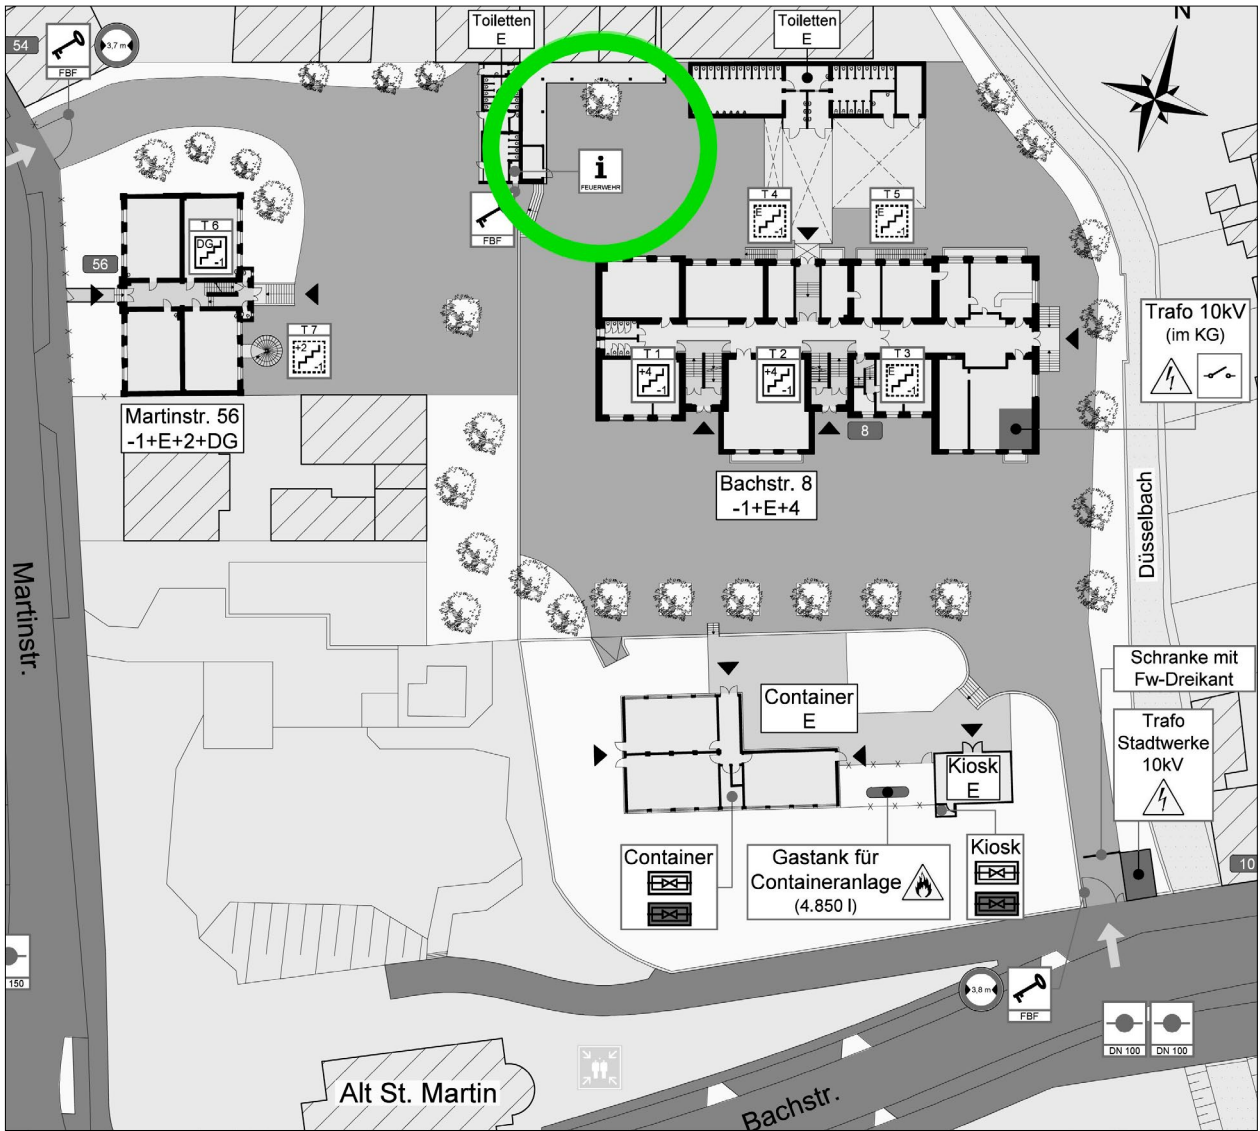 Toiletten
E
Toiletten
E
N
54
3,7 m
FBF
i
FEUERWEHR
FBF
T 4
E
-1
T 5
E
-1
T 6
DG
-1
56
T 7
+2
-1
Trafo 10kV
(im KG)
T 1
+4
-1
T 2
+4
-1
T 3
E
-1
8
Martinstr. 56
-1+E+2+DG
Bachstr. 8
-1+E+4
Düsselbach
Martinstr.
Schranke mit
Fw-Dreikant
Container
E
Trafo
Stadtwerke
10kV
Kiosk
E
Container
Gastank für
Containeranlage
(4.850 l)
Kiosk
10
150
3,8 m
FBF
DN 100
DN 100
Alt St. Martin
Bachstr.